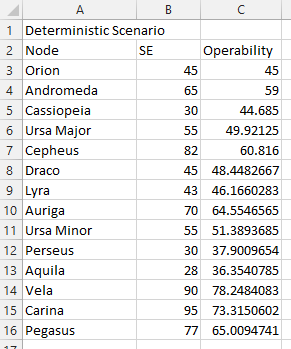 A B C
1 Deterministic Scenario
2 Node SE Operability
3 Orion 45 45
4 Andromeda 65 59
5 Cassiopeia 30 44.685
6 Ursa Major 55 49.92125
7 Cepheus 82 60.816
8 Draco 45 48.4482667
9 Lyra 43 46.1660283
10 Auriga 70 64.5546565
11 Ursa Minor 55 51.3893685
12 Perseus 30 37.9009654
13 Aquila 28 36.3540785
14 Vela 90 78.2484083
15 Carina 95 73.3150602
16 Pegasus 77 65.0094741